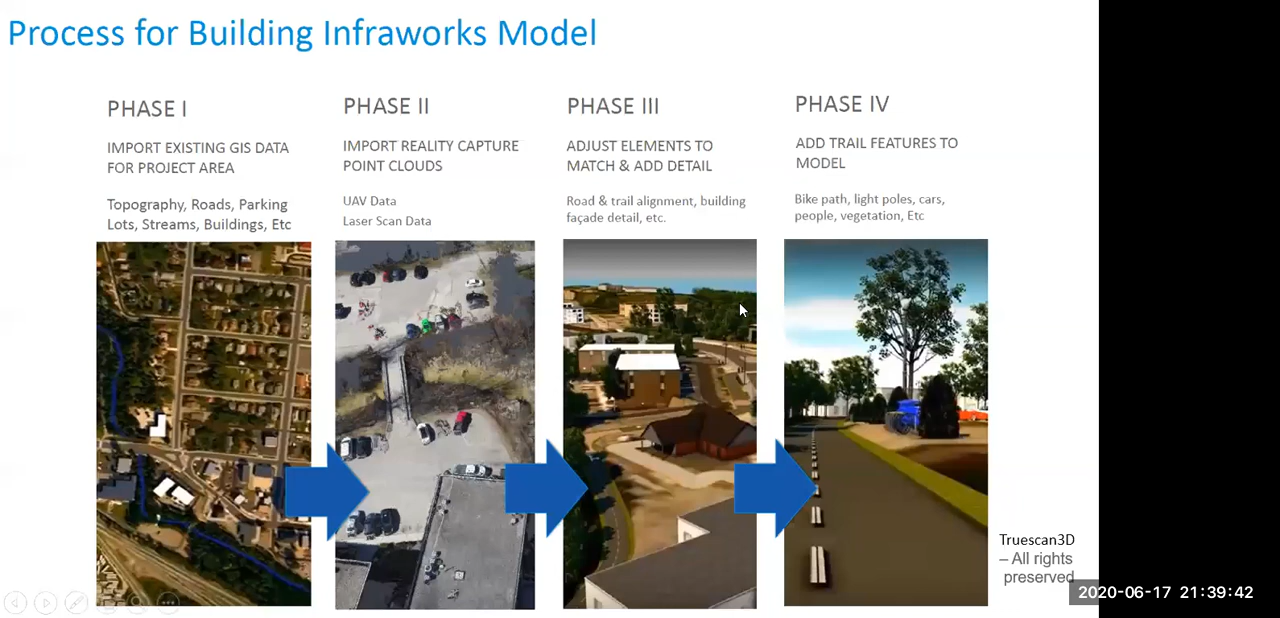 Process for Building Infraworks Model
PHASE I
IMPORT EXISTING GIS DATA
FOR PROJECT AREA
Topography, Roads, Parking
Lots, Streams, Buildings, Etc
PHASE II
IMPORT REALITY CAPTURE
POINT CLOUDS
UAV Data
Laser Scan Data
PHASE III
ADJUST ELEMENTS TO
MATCH & ADD DETAIL
Road & trail alignment, building
façade detail, etc.
PHASE IV
ADD TRAIL FEATURES TO
MODEL
Bike path, light poles, cars,
people, vegetation, Etc
Truescan3D
– All rights
preserved
2020-06-17 21:39:42